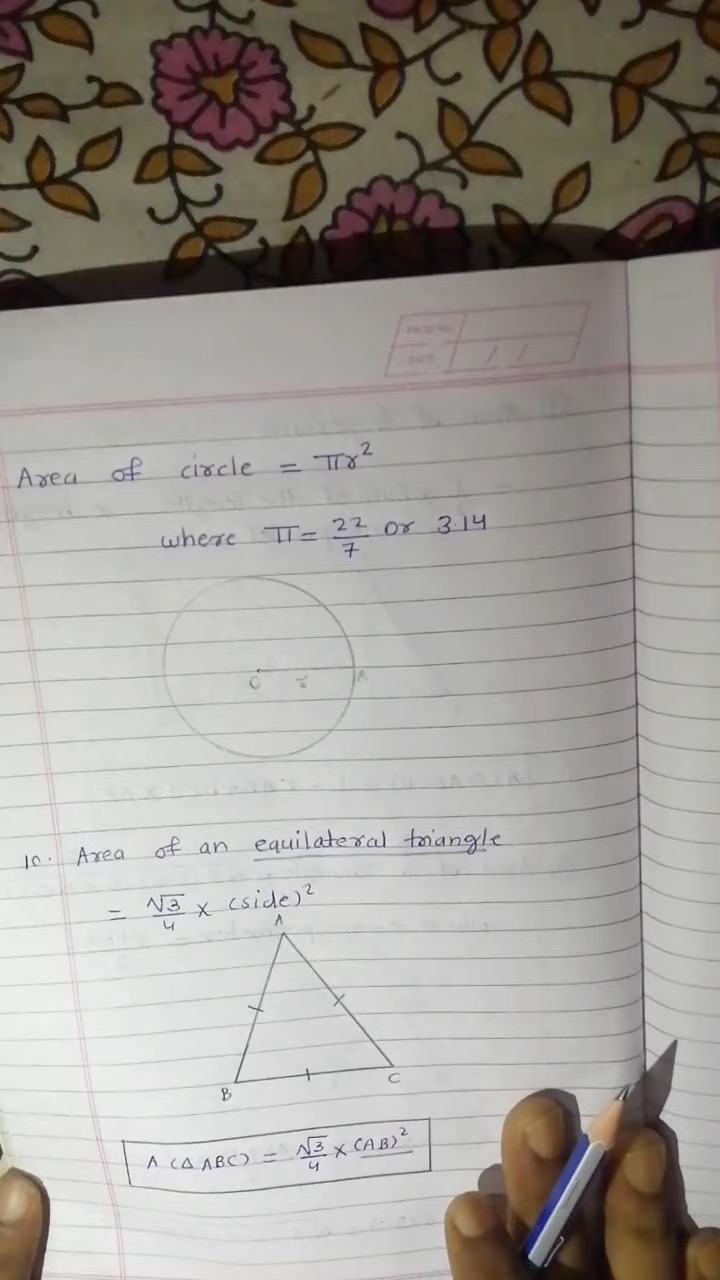 Area of circle = πr²
where π = 22/7 or 3.14
O r A
10. Area of an equilateral triangle
= √3/4 × (side)²
A
B C
A (△ ABC) = √3/4 × (AB)²